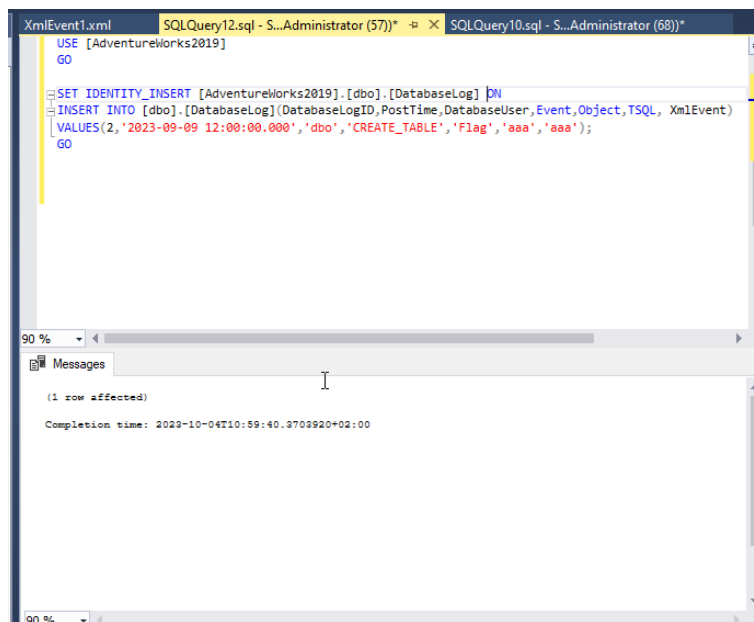 XmlEvent1.xml
SQLQuery12.sql - S...Administrator (57))*
SQLQuery10.sql - S...Administrator (68))*
USE [AdventureWorks2019]
GO
SET IDENTITY_INSERT [AdventureWorks2019].[dbo].[DatabaseLog] ON
INSERT INTO [dbo].[DatabaseLog](DatabaseLogID,PostTime,DatabaseUser,Event,Object,TSQL, XmlEvent)
VALUES(2,'2023-09-09 12:00:00.000','dbo','CREATE_TABLE','Flag','aaa','aaa');
GO
90 %
Messages
(1 row affected)
Completion time: 2023-10-04T10:59:40.3703920+02:00
90 %